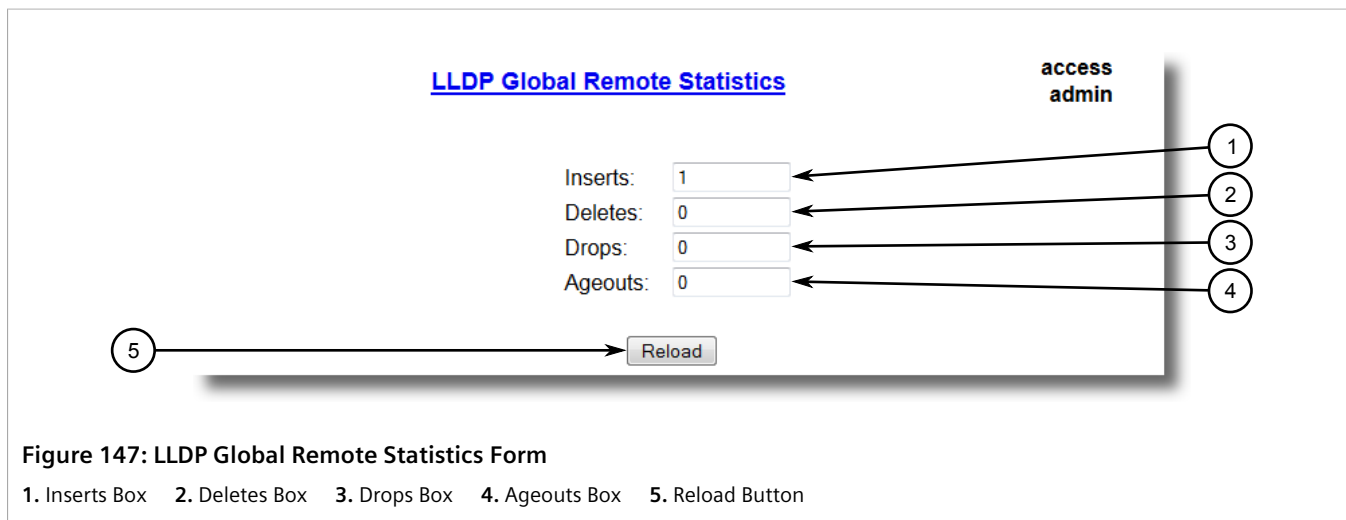 LLDP Global Remote Statistics
access
admin
Inserts: 1
1
Deletes: 0
2
Drops: 0
3
Ageouts: 0
4
5
Reload
Figure 147: LLDP Global Remote Statistics Form
1. Inserts Box 2. Deletes Box 3. Drops Box 4. Ageouts Box 5. Reload Button